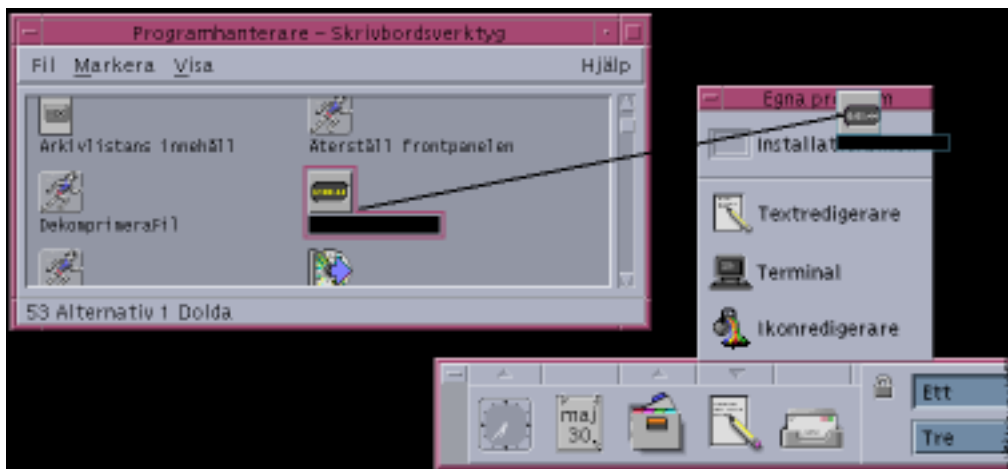 Programhanterare - Skrivbordsverktyg
Fil Markera Visa Hjälp
Arkivlistans innehåll
Återställ frontpanelen
DekomprimeraFil
53 Alternativ 1 Dolda
Egna
Textredigerare
Terminal
Ikonredigerare
maj
30.
Ett
Tre